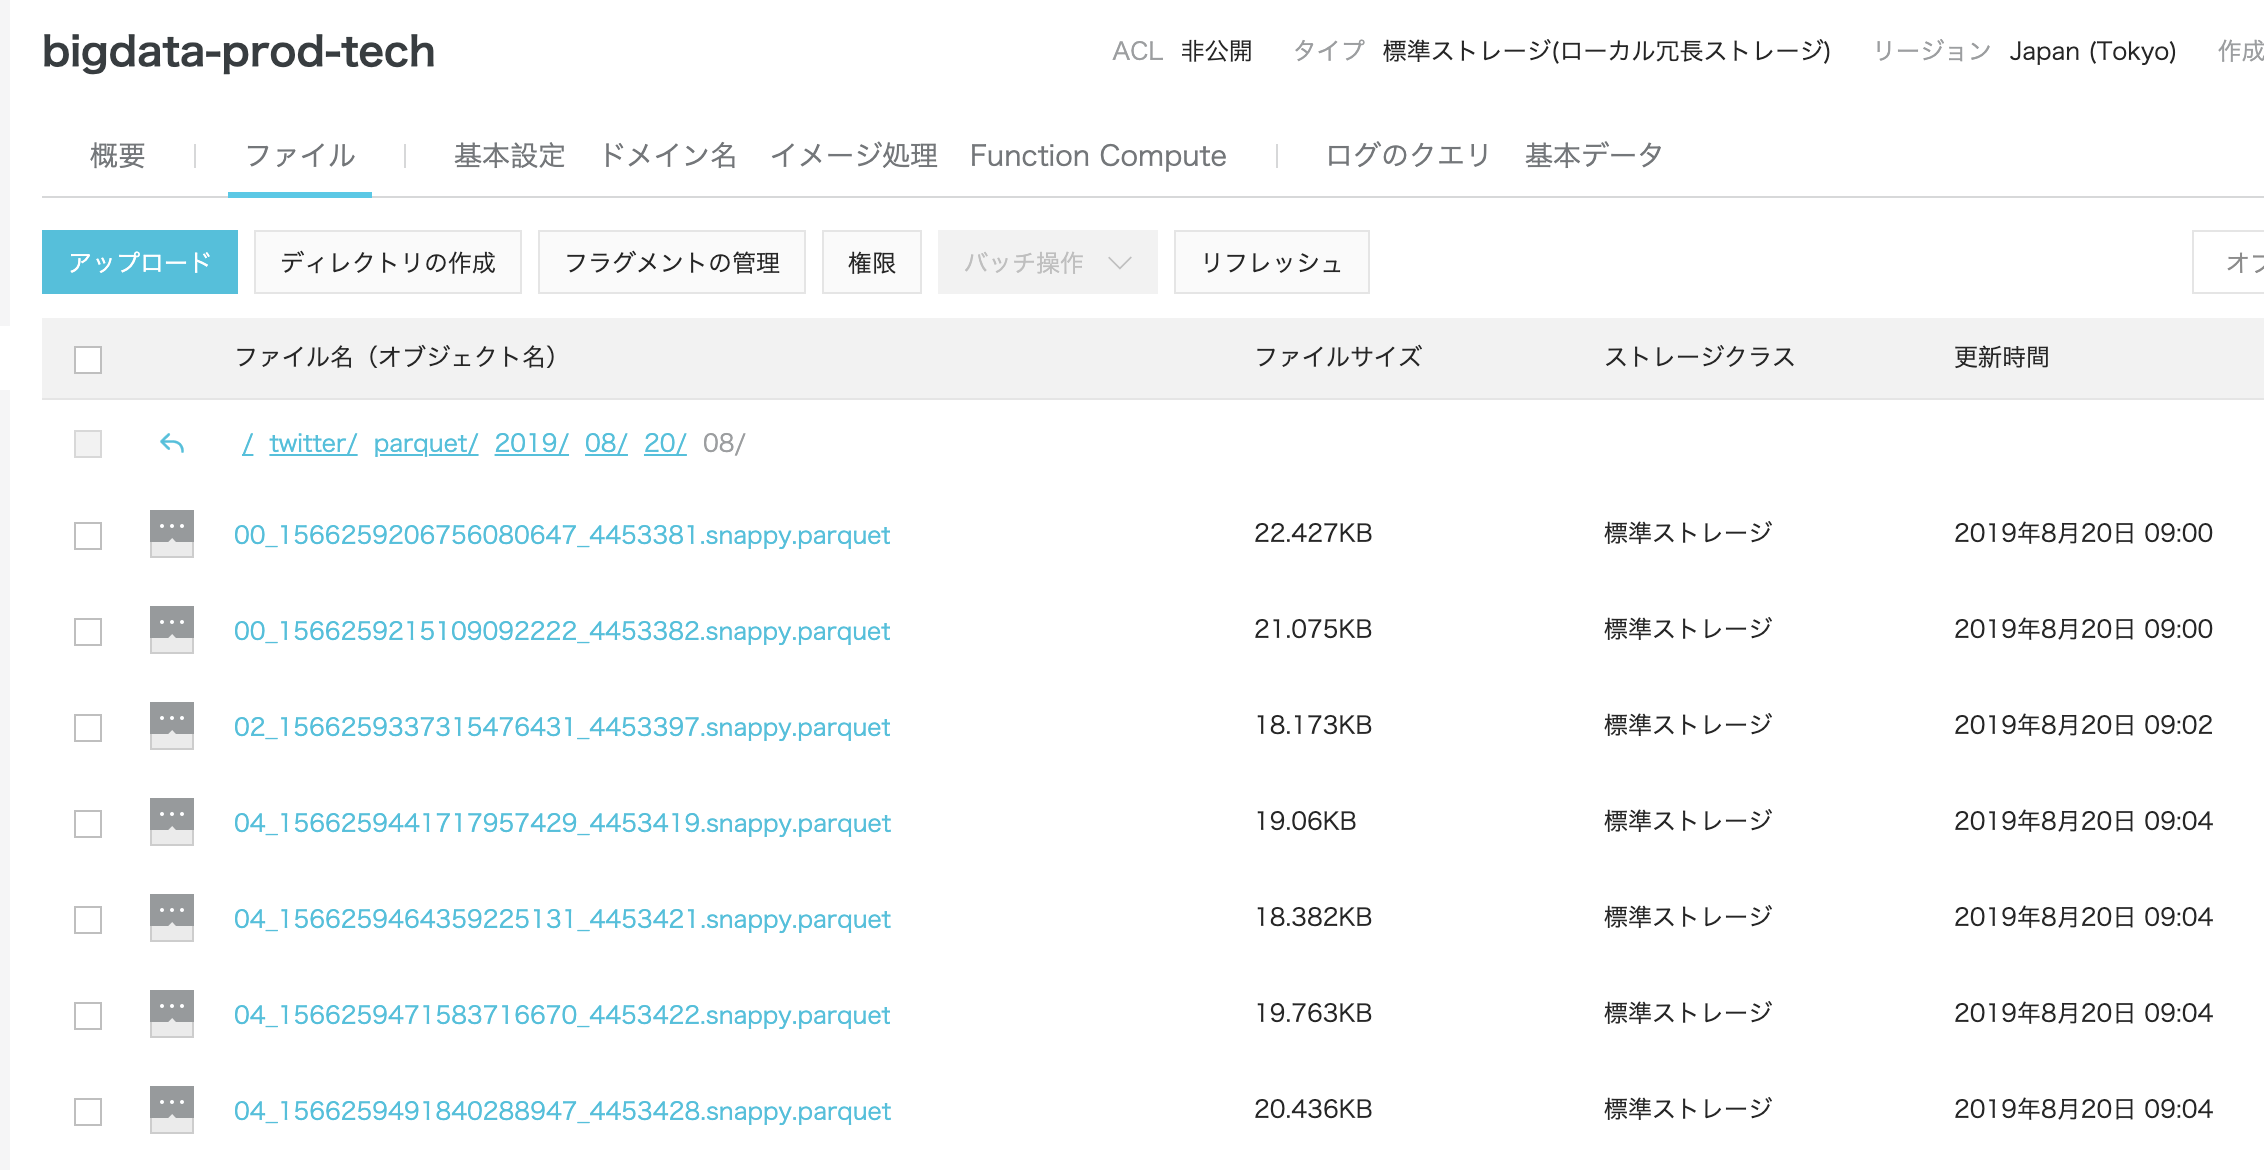 bigdata-prod-tech ACL 非公開 タイプ 標準ストレージ(ローカル冗長ストレージ) リージョン Japan (Tokyo) 作成
概要 ファイル 基本設定 ドメイン名 イメージ処理 Function Compute ログのクエリ 基本データ
アップロード ディレクトリの作成 フラグメントの管理 権限 バッチ操作 リフレッシュ オブ
ファイル名（オブジェクト名） ファイルサイズ ストレージクラス 更新時間
/ twitter/ parquet/ 2019/ 08/ 20/ 08/
00_1566259206756080647_4453381.snappy.parquet 22.427KB 標準ストレージ 2019年8月20日 09:00
00_1566259215109092222_4453382.snappy.parquet 21.075KB 標準ストレージ 2019年8月20日 09:00
02_1566259337315476431_4453397.snappy.parquet 18.173KB 標準ストレージ 2019年8月20日 09:02
04_1566259441717957429_4453419.snappy.parquet 19.06KB 標準ストレージ 2019年8月20日 09:04
04_1566259464359225131_4453421.snappy.parquet 18.382KB 標準ストレージ 2019年8月20日 09:04
04_1566259471583716670_4453422.snappy.parquet 19.763KB 標準ストレージ 2019年8月20日 09:04
04_1566259491840288947_4453428.snappy.parquet 20.436KB 標準ストレージ 2019年8月20日 09:04